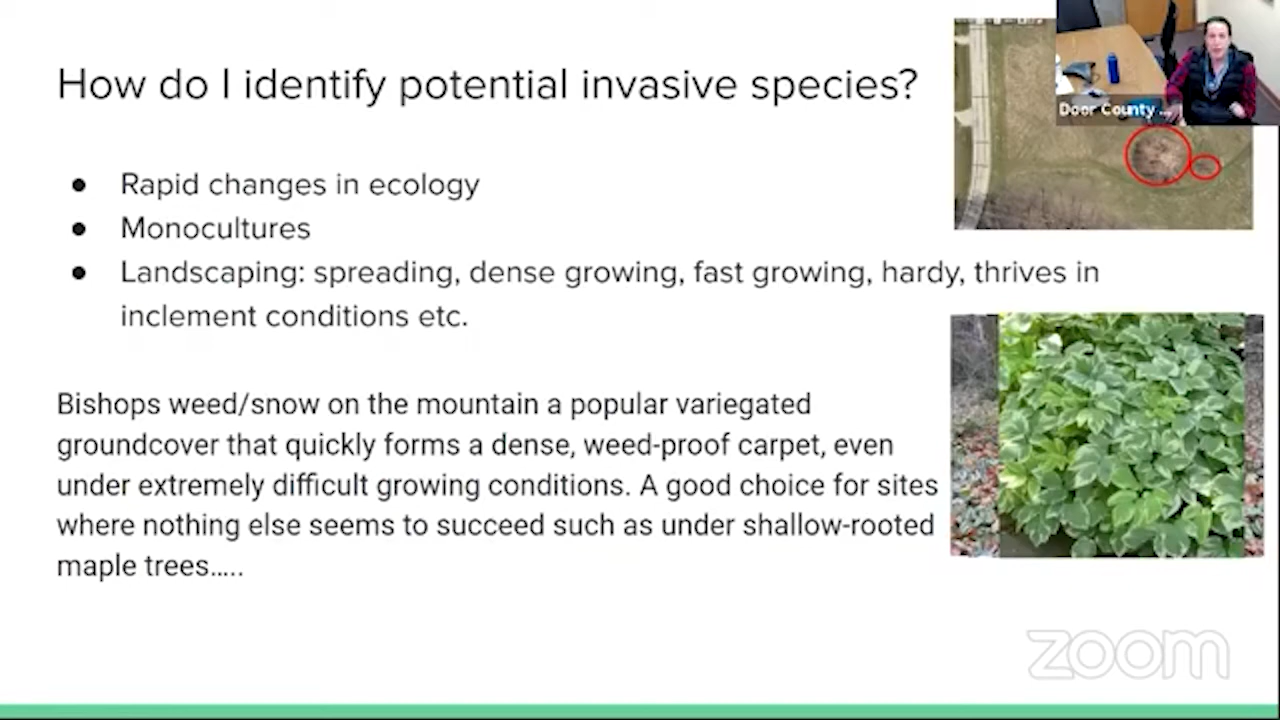 How do I identify potential invasive species?
Door County ...
● Rapid changes in ecology
● Monocultures
● Landscaping: spreading, dense growing, fast growing, hardy, thrives in
inclement conditions etc.
Bishops weed/snow on the mountain a popular variegated
groundcover that quickly forms a dense, weed-proof carpet, even
under extremely difficult growing conditions. A good choice for sites
where nothing else seems to succeed such as under shallow-rooted
maple trees.....
zoom